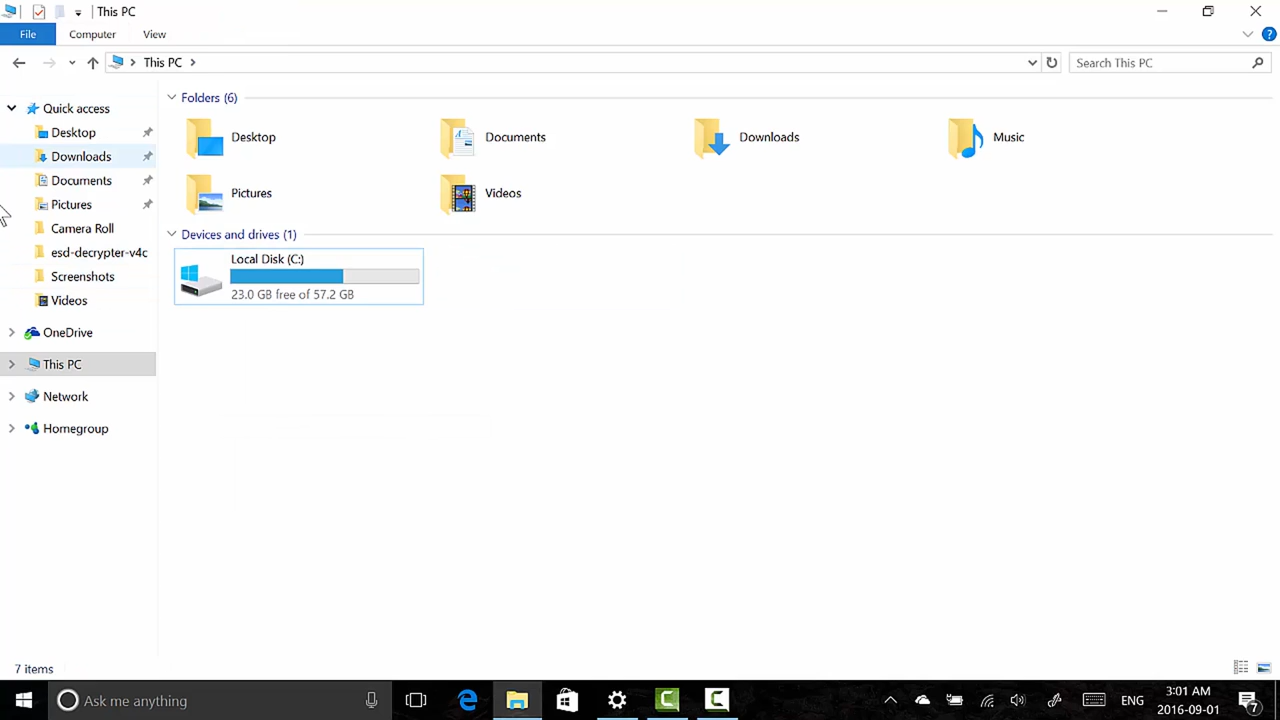 This PC
File Computer View
This PC
Search This PC
Quick access
Desktop
Downloads
Documents
Pictures
Camera Roll
esd-decrypter-v4c
Screenshots
Videos
OneDrive
This PC
Network
Homegroup
Folders (6)
Desktop Documents Downloads Music
Pictures Videos
Devices and drives (1)
Local Disk (C:)
23.0 GB free of 57.2 GB
7 items
Ask me anything
ENG
3:01 AM
2016-09-01
7